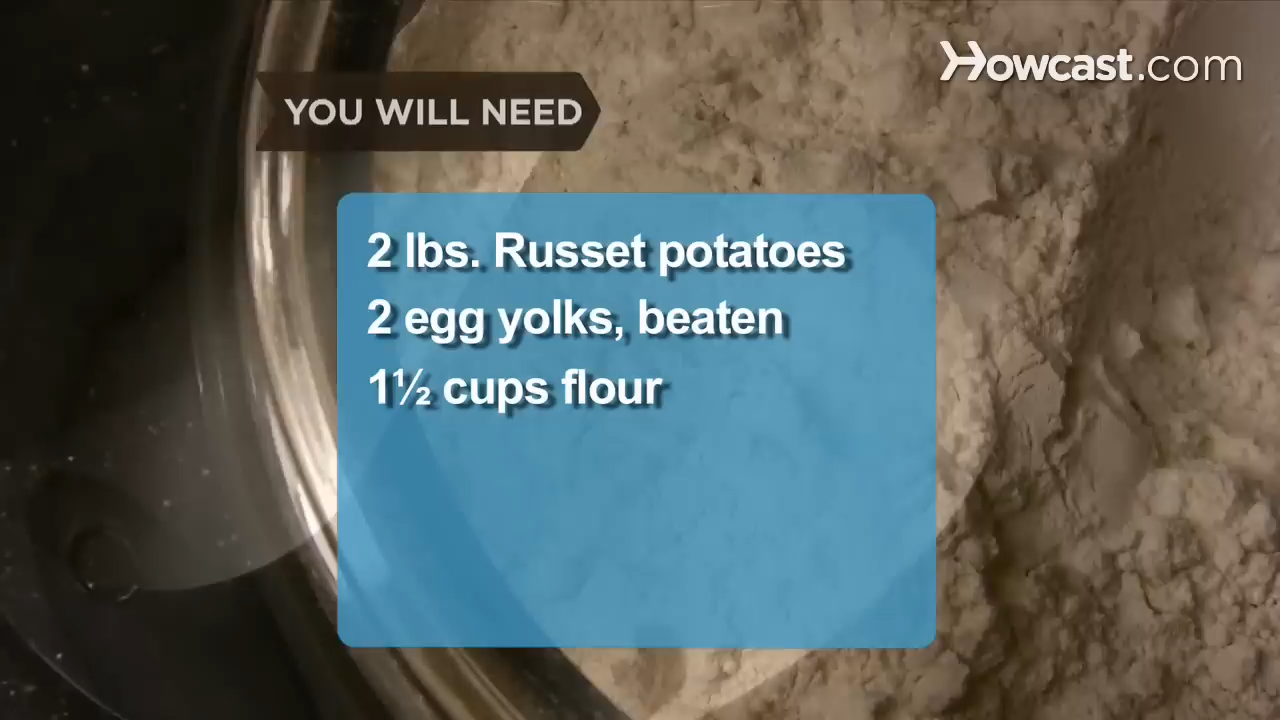 Howcast.com
YOU WILL NEED
2 lbs. Russet potatoes
2 egg yolks, beaten
1½ cups flour